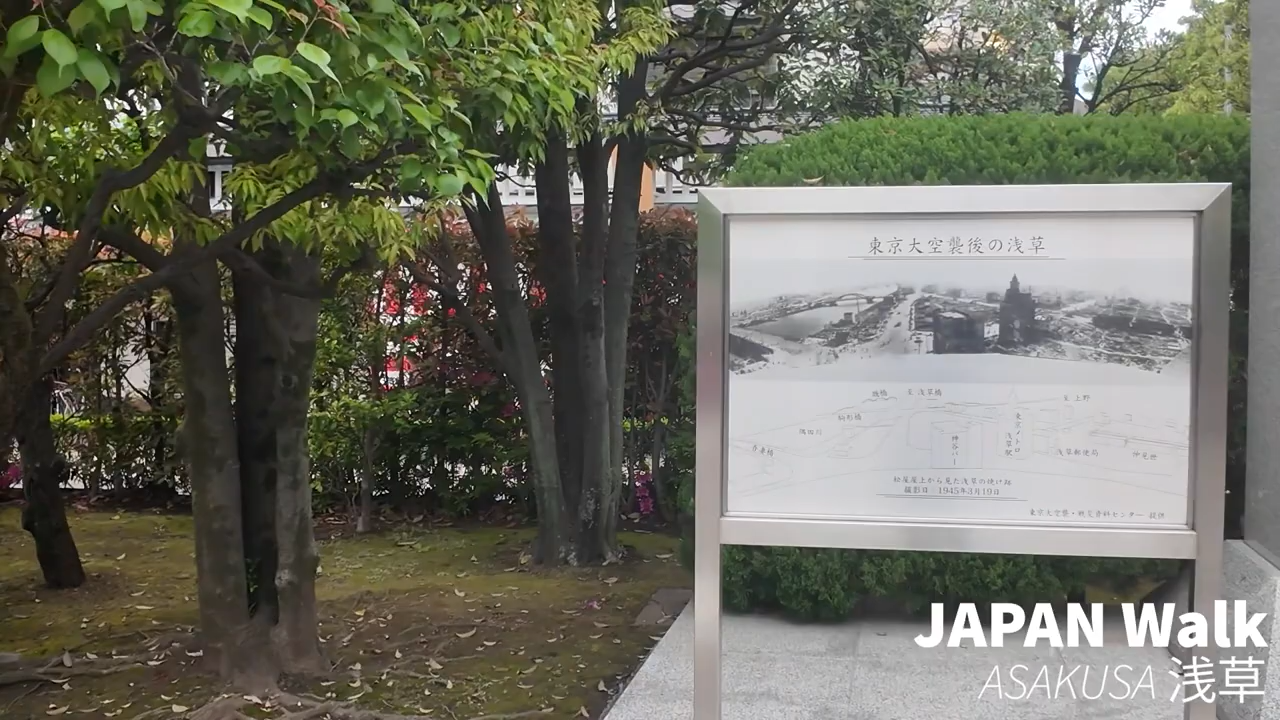 東京大空襲後の浅草
至 浅草橋
至 上野
駒形橋
隅田川
東京メトロ
浅草駅
神谷バー
浅草郵便局
仲見世
吾妻橋
松屋屋上から見た浅草の焼け跡
撮影日：1945年3月19日
東京大空襲・戦災資料センター 提供
JAPAN Walk
ASAKUSA 浅草